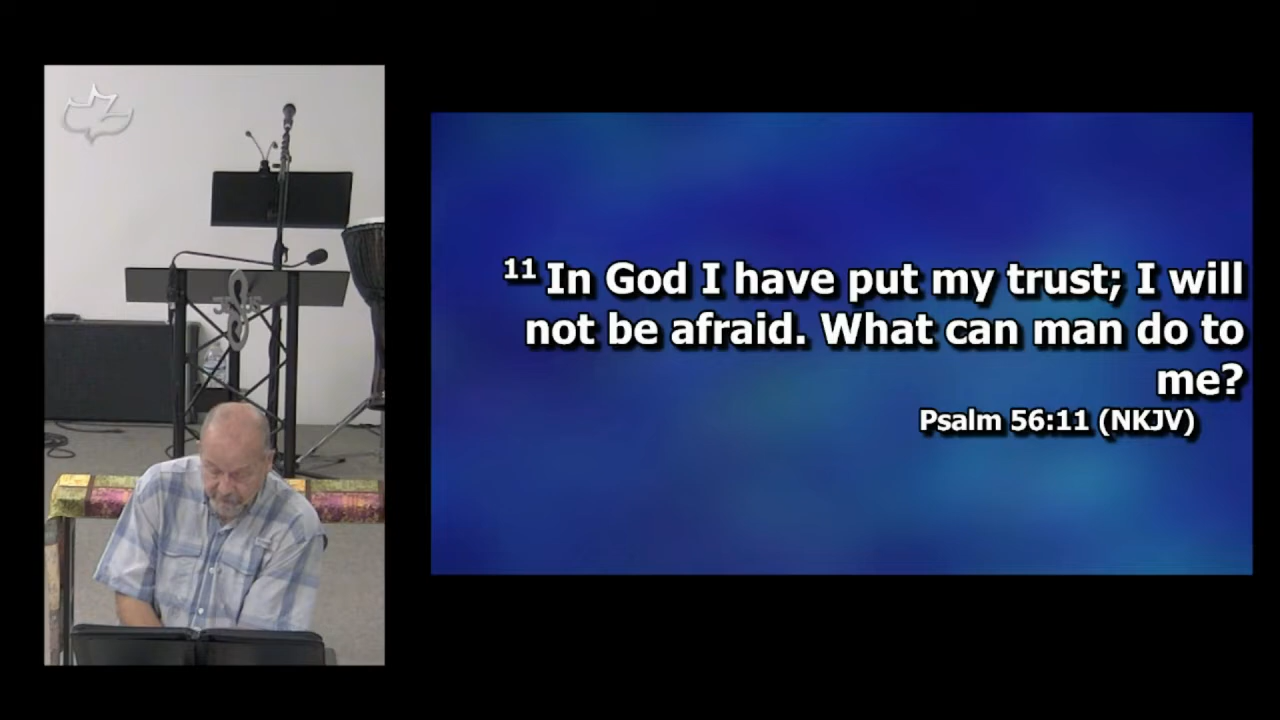 ¹¹ In God I have put my trust; I will
not be afraid. What can man do to
me?
Psalm 56:11 (NKJV)